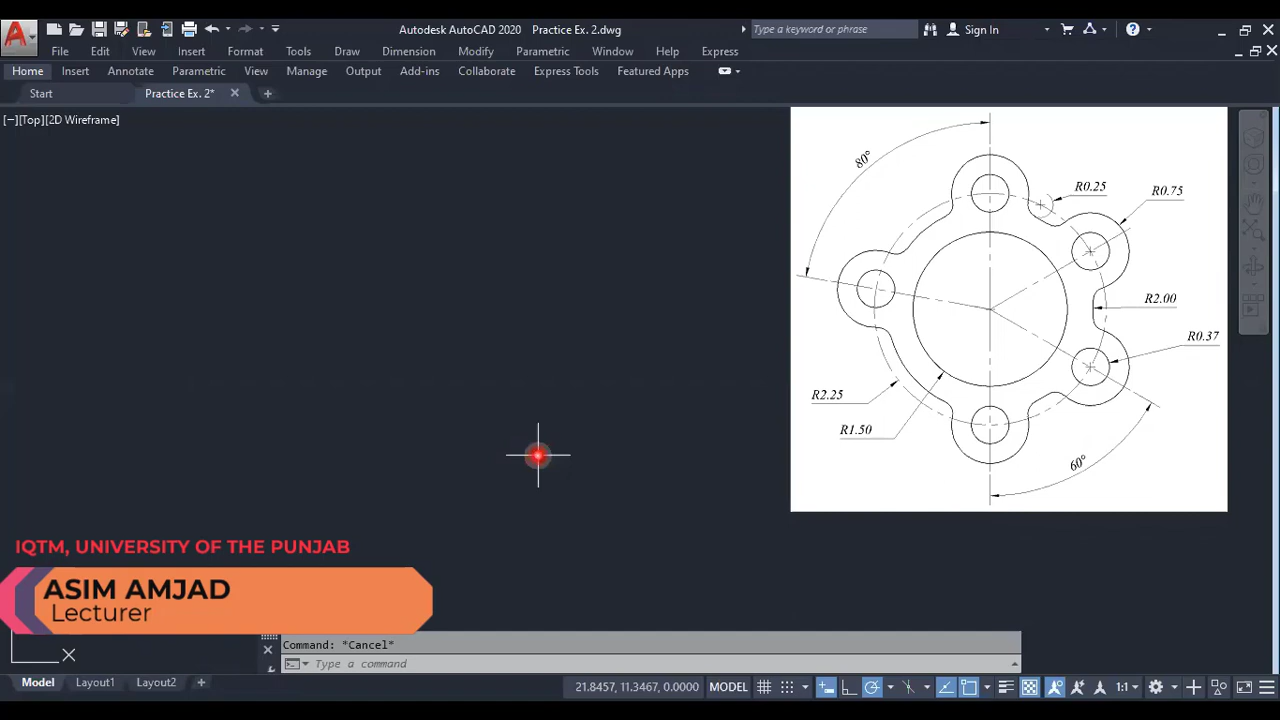 Autodesk AutoCAD 2020 Practice Ex. 2.dwg
Type a keyword or phrase
Sign In
File Edit View Insert Format Tools Draw Dimension Modify Parametric Window Help Express
Home Insert Annotate Parametric View Manage Output Add-ins Collaborate Express Tools Featured Apps
Start
Practice Ex. 2*
[−][Top][2D Wireframe]
80°
R0.25
R0.75
R2.00
R0.37
R2.25
R1.50
60°
IQTM, UNIVERSITY OF THE PUNJAB
ASIM AMJAD
Lecturer
X
Command: *Cancel*
Type a command
Model Layout1 Layout2
21.8457, 11.3467, 0.0000 MODEL
1:1